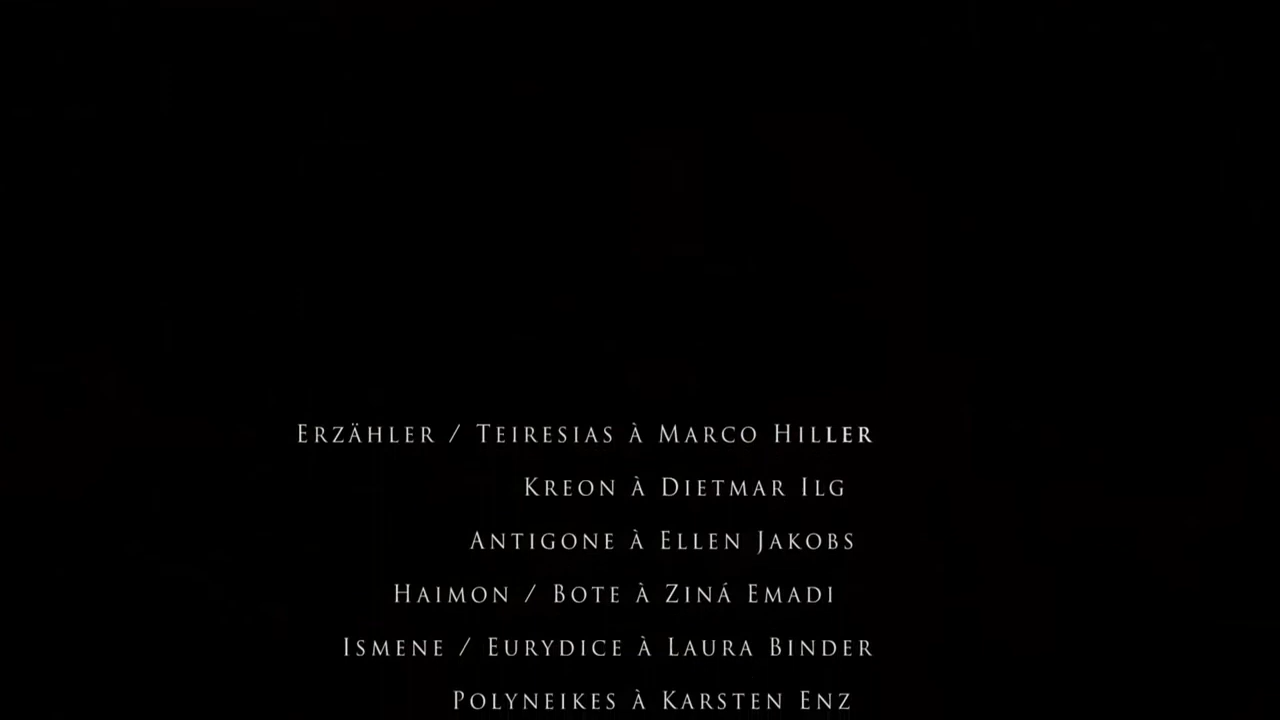 Erzähler / Teiresias à Marco Hiller
Kreon à Dietmar Ilg
Antigone à Ellen Jakobs
Haimon / Bote à Ziná Emadi
Ismene / Eurydice à Laura Binder
Polyneikes à Karsten Enz